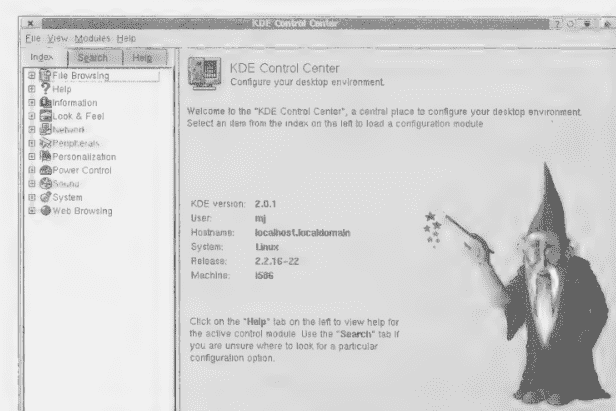 KDE Control Center
File View Modules Help
Index Search Help
File Browsing
Help
Information
Look & Feel
Network
Peripherals
Personalization
Power Control
Sound
System
Web Browsing
KDE Control Center
Configure your desktop environment.
Welcome to the "KDE Control Center", a central place to configure your desktop environment.
Select an item from the index on the left to load a configuration module
KDE version: 2.0.1
User: mj
Hostname: localhost.localdomain
System: Linux
Release: 2.2.16-22
Machine: i586
Click on the "Help" tab on the left to view help for
the active control module. Use the "Search" tab if
you are unsure where to look for a particular
configuration option.